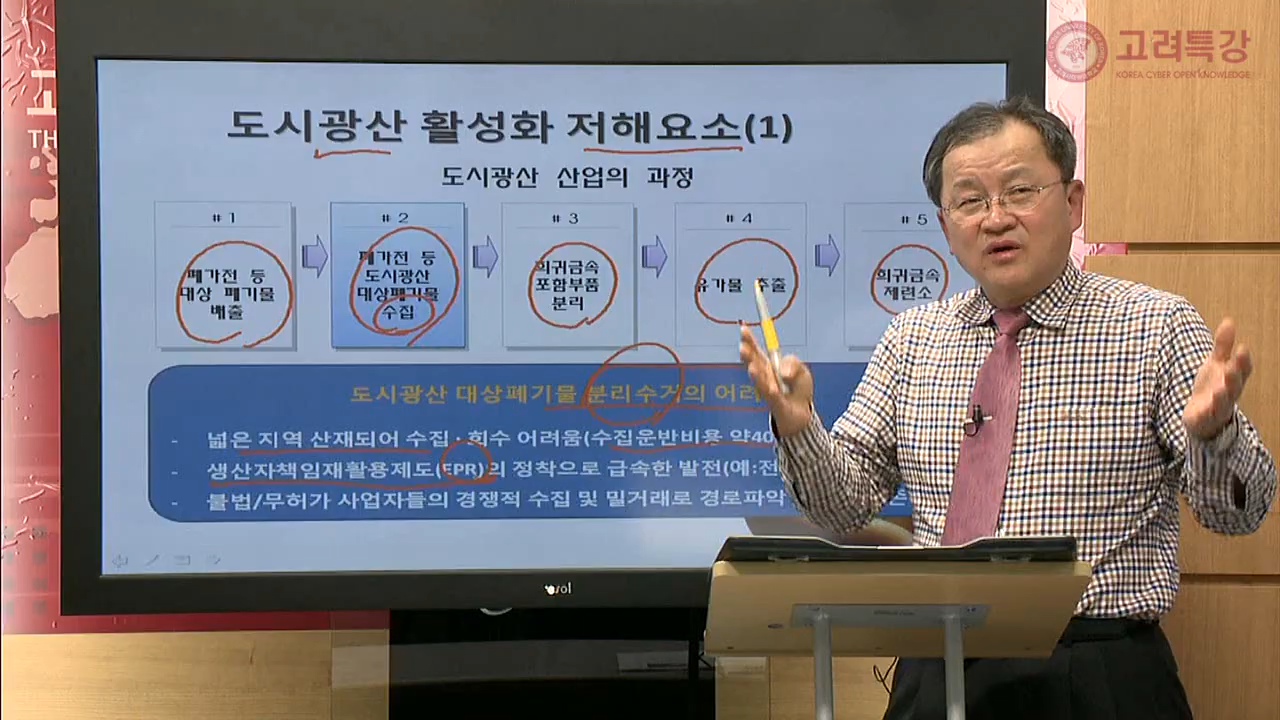 고려특강
KOREA CYBER OPEN KNOWLEDGE
도시광산 활성화 저해요소(1)
도시광산 산업의 과정
#1
폐가전 등
대상 폐기물
배출
#2
폐가전 등
도시광산
대상폐기물
수집
#3
희귀금속
포함부품
분리
#4
유가물 추출
#5
희귀금속
제련소
도시광산 대상폐기물 분리수거의 어려
- 넓은 지역 산재되어 수집·회수 어려움(수집운반비용 약40
- 생산자책임재활용제도(EPR)의 정착으로 급속한 발전(예:전
- 불법/무허가 사업자들의 경쟁적 수집 및 밀거래로 경로파악